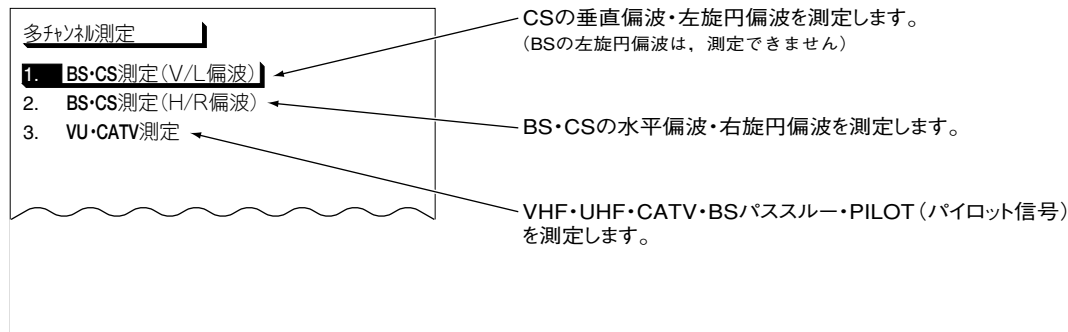 多ﾁｬﾝﾈﾙ測定
1. BS・CS測定（V/L偏波）
2. BS・CS測定（H/R偏波）
3. VU・CATV測定
CSの垂直偏波・左旋円偏波を測定します。
（BSの左旋円偏波は，測定できません）
BS・CSの水平偏波・右旋円偏波を測定します。
VHF・UHF・CATV・BSパススルー・PILOT（パイロット信号）
を測定します。